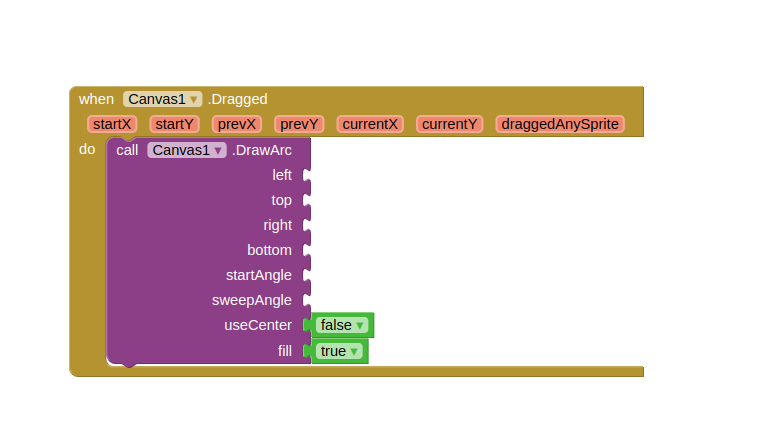 when Canvas1 .Dragged
startX startY prevX prevY currentX currentY draggedAnySprite
do call Canvas1 .DrawArc
left
top
right
bottom
startAngle
sweepAngle
useCenter false
fill true